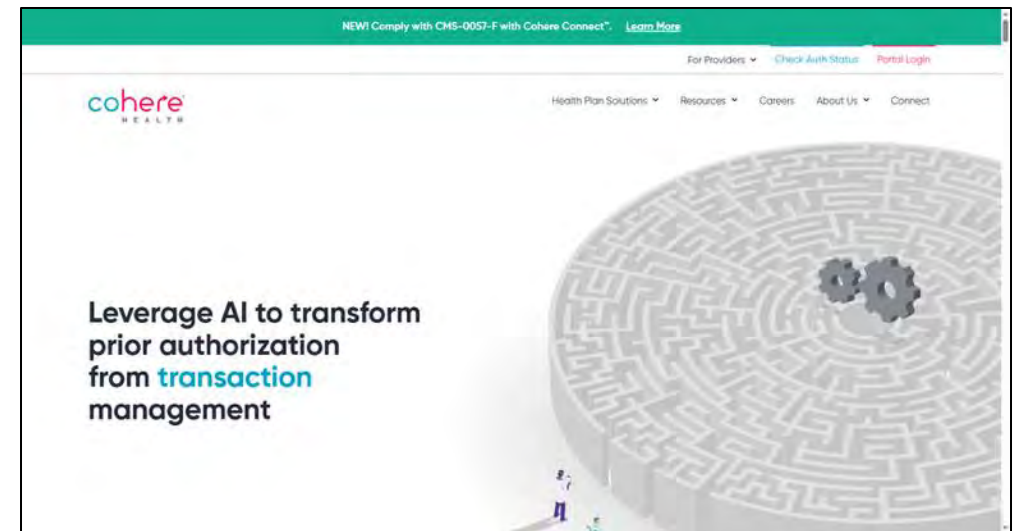 NEW! Comply with CMS-0057-F with Cohere Connect™. Learn More
For Providers Check Auth Status Portal Login
cohere
HEALTH
Health Plan Solutions Resources Careers About Us Connect
Leverage AI to transform
prior authorization
from transaction
management